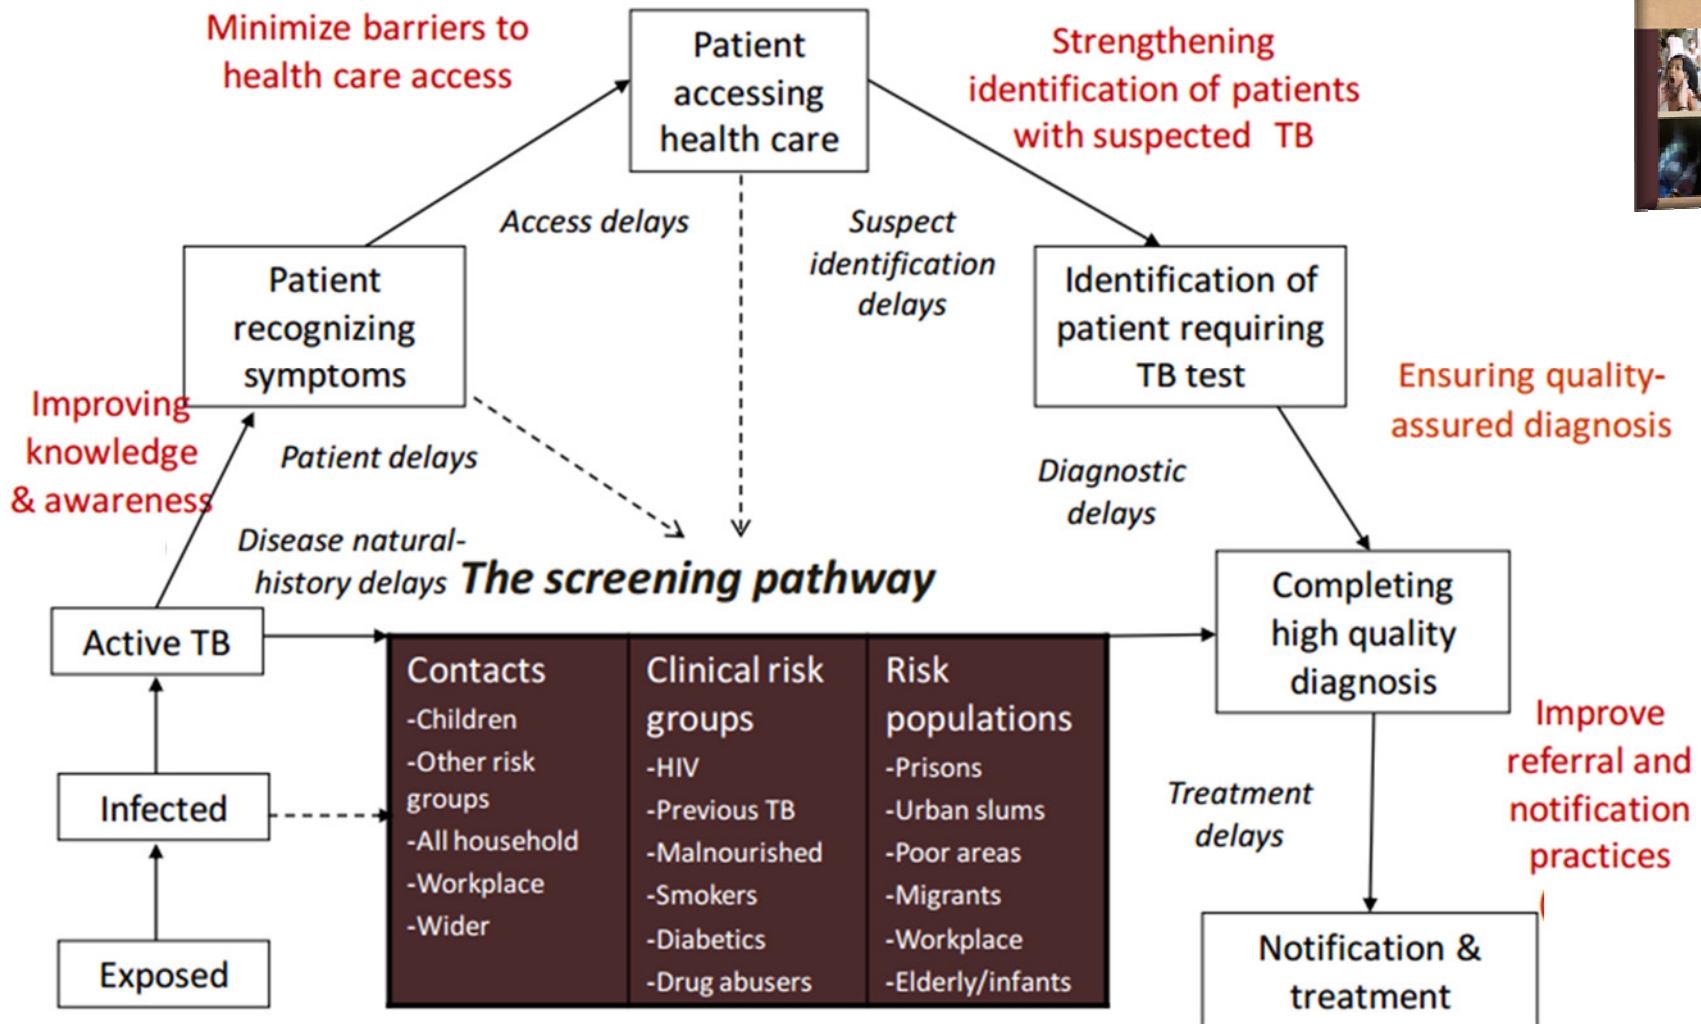 Minimize barriers to
health care access
Patient
accessing
health care
Strengthening
identification of patients
with suspected TB
Access delays
Suspect
identification
delays
Patient
recognizing
symptoms
Identification of
patient requiring
TB test
Improving
knowledge
& awareness
Patient delays
Ensuring quality-
assured diagnosis
Diagnostic
delays
Disease natural-
history delays
The screening pathway
Active TB
Completing
high quality
diagnosis
Contacts
-Children
-Other risk
groups
-All household
-Workplace
-Wider
Clinical risk
groups
-HIV
-Previous TB
-Malnourished
-Smokers
-Diabetics
-Drug abusers
Risk
populations
-Prisons
-Urban slums
-Poor areas
-Migrants
-Workplace
-Elderly/infants
Infected
Exposed
Treatment
delays
Improve
referral and
notification
practices
Notification &
treatment